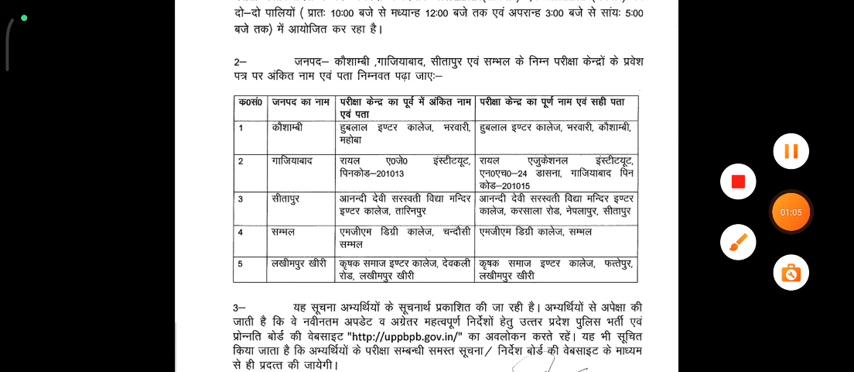 दो–दो पालियों ( प्रातः 10:00 बजे से मध्यान्ह 12:00 बजे तक एवं अपरान्ह 3:00 बजे से सांयः 5:00
बजे तक) में आयोजित कर रहा है।
2– जनपद– कौशाम्बी ,गाजियाबाद, सीतापुर एवं सम्भल के निम्न परीक्षा केन्द्रों के प्रवेश
पत्र पर अंकित नाम एवं पता निम्नवत पढ़ा जाएः–
क0सं0 जनपद का नाम परीक्षा केन्द्र का पूर्व में अंकित नाम परीक्षा केन्द्र का पूर्ण नाम एवं सही पता
एवं पता
1 कौशाम्बी हुबलाल इण्टर कालेज, भरवारी, हुबलाल इण्टर कालेज, भरवारी, कौशाम्बी,
महोबा
2 गाजियाबाद रायल ए0जे0 इंस्टीटयूट, रायल एजुकेशनल इंस्टीटयूट,
पिनकोड–201013 एन0एच0–24 डासना, गाजियाबाद पिन
कोड–201015
3 सीतापुर आनन्दी देवी सरस्वती विद्या मन्दिर आनन्दी देवी सरस्वती विद्या मन्दिर इण्टर
इण्टर कालेज, तारिनपुर कालेज, करसाला रोड, नेपलापुर, सीतापुर
4 सम्भल एमजीएम डिग्री कालेज, चन्दौसी एमजीएम डिग्री कालेज, सम्भल
सम्भल
5 लखीमपुर खीरी कृषक समाज इण्टर कालेज, देवकली कृषक समाज इण्टर कालेज, फत्तेपुर,
रोड, लखीमपुर खीरी लखीमपुर खीरी
3– यह सूचना अभ्यर्थियों के सूचनार्थ प्रकाशित की जा रही है। अभ्यर्थियों से अपेक्षा की
जाती है कि वे नवीनतम अपडेट व अग्रेतर महत्वपूर्ण निर्देशों हेतु उत्तर प्रदेश पुलिस भर्ती एवं
प्रोन्नति बोर्ड की वेबसाइट "http://uppbpb.gov.in/" का अवलोकन करते रहें। यह भी सूचित
किया जाता है कि अभ्यर्थियों के परीक्षा सम्बन्धी समस्त सूचना/ निर्देश बोर्ड की वेबसाइट के माध्यम
से ही प्रदत्त की जायेगी।
01:05